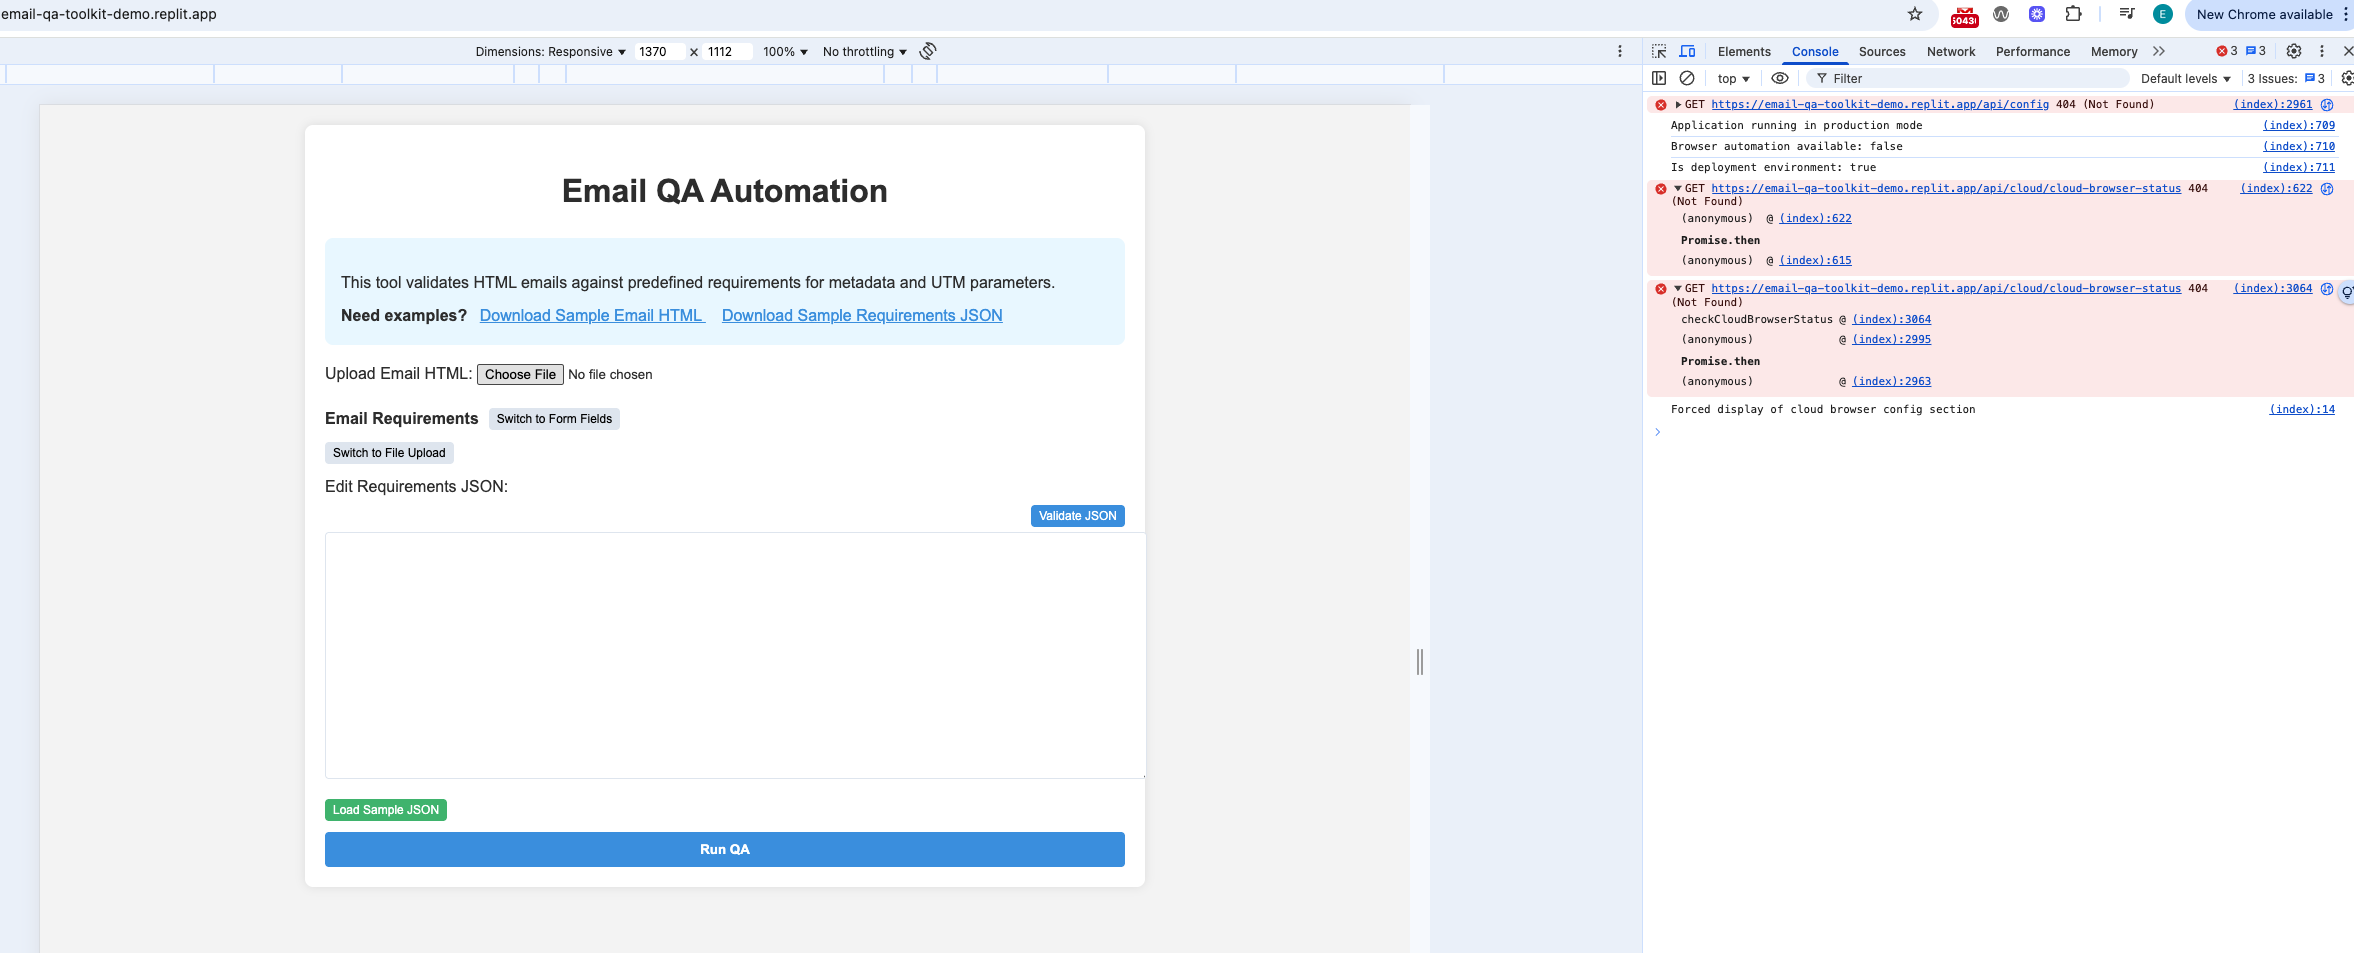 email-qa-toolkit-demo.replit.app
E
New Chrome available
Dimensions: Responsive 1370 x 1112 100% No throttling
Email QA Automation
This tool validates HTML emails against predefined requirements for metadata and UTM parameters.
Need examples? Download Sample Email HTML Download Sample Requirements JSON
Upload Email HTML: Choose File No file chosen
Email Requirements Switch to Form Fields
Switch to File Upload
Edit Requirements JSON:
Validate JSON
Load Sample JSON
Run QA
Elements Console Sources Network Performance Memory 3 3
top Filter Default levels 3 Issues: 3
GET https://email-qa-toolkit-demo.replit.app/api/config 404 (Not Found) (index):2961
Application running in production mode (index):709
Browser automation available: false (index):710
Is deployment environment: true (index):711
GET https://email-qa-toolkit-demo.replit.app/api/cloud/cloud-browser-status 404 (index):622
(Not Found)
(anonymous) @ (index):622
Promise.then
(anonymous) @ (index):615
GET https://email-qa-toolkit-demo.replit.app/api/cloud/cloud-browser-status 404 (index):3064
(Not Found)
checkCloudBrowserStatus @ (index):3064
(anonymous) @ (index):2995
Promise.then
(anonymous) @ (index):2963
Forced display of cloud browser config section (index):14